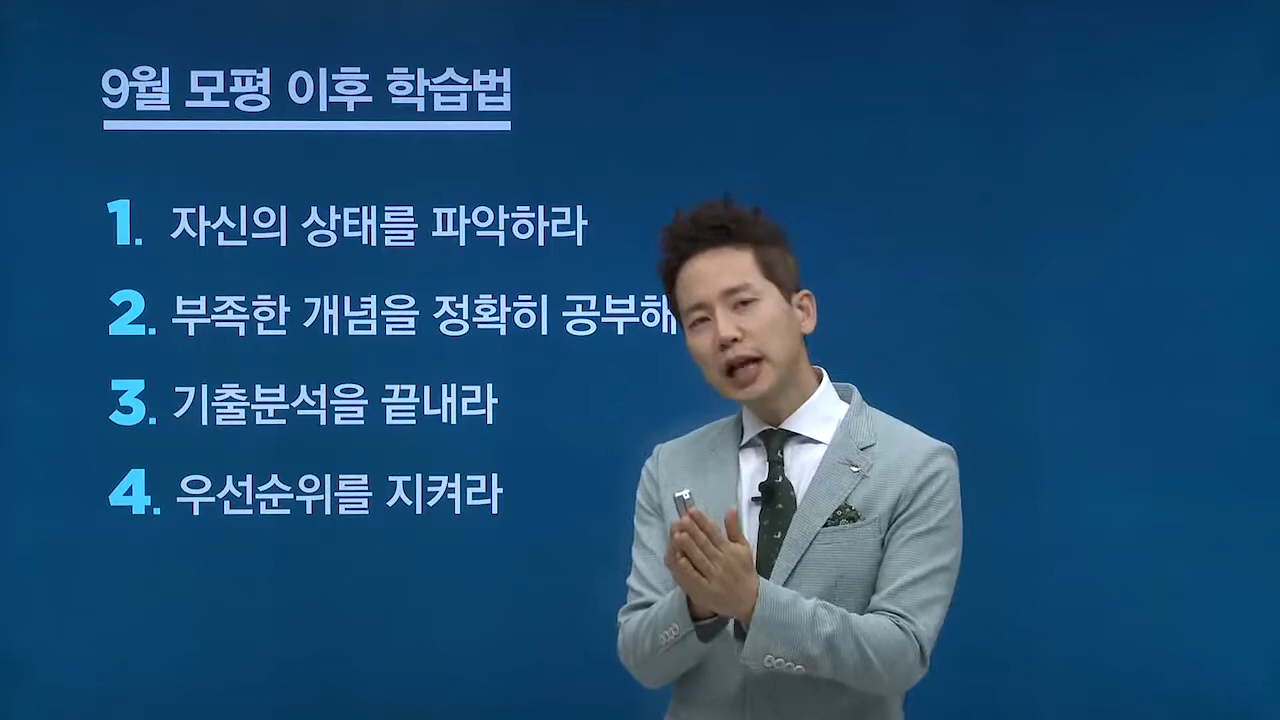 9월 모평 이후 학습법
1. 자신의 상태를 파악하라
2. 부족한 개념을 정확히 공부해
3. 기출분석을 끝내라
4. 우선순위를 지켜라